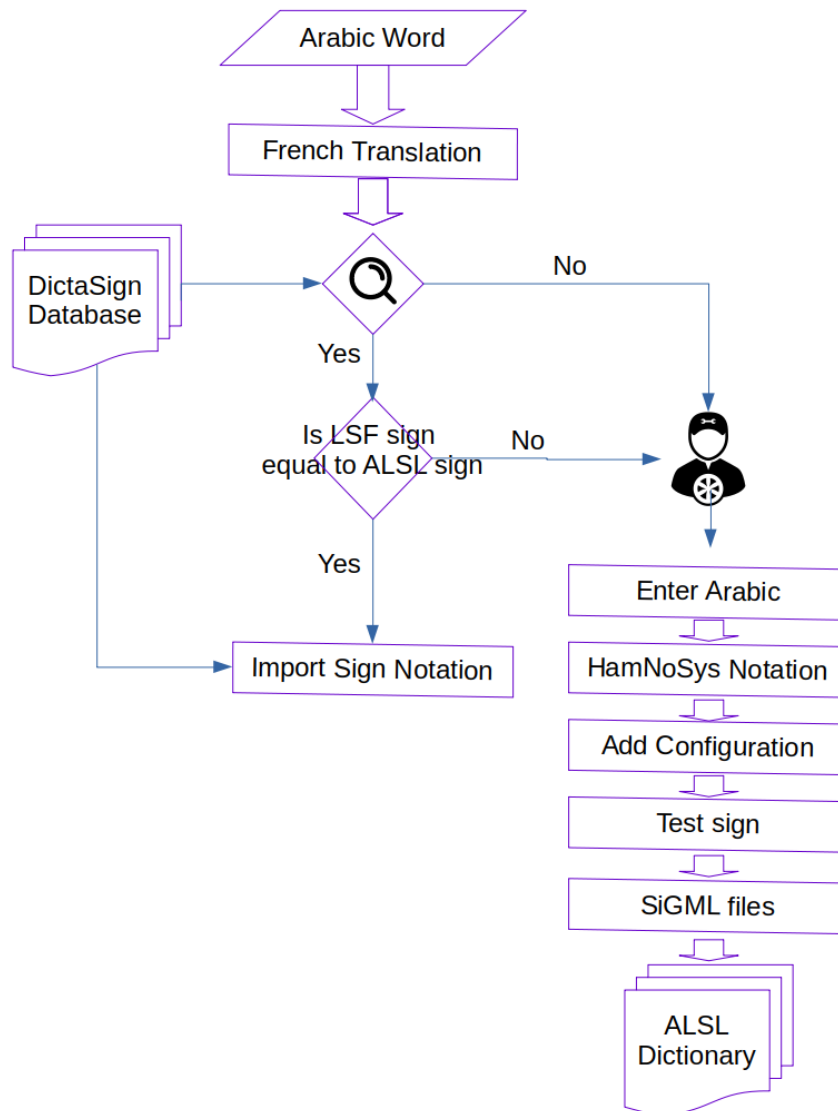 Arabic Word
French Translation
DictaSign
Database
No
Yes
Is LSF sign
equal to ALSL sign
No
Yes
Import Sign Notation
Enter Arabic
HamNoSys Notation
Add Configuration
Test sign
SiGML files
ALSL
Dictionary